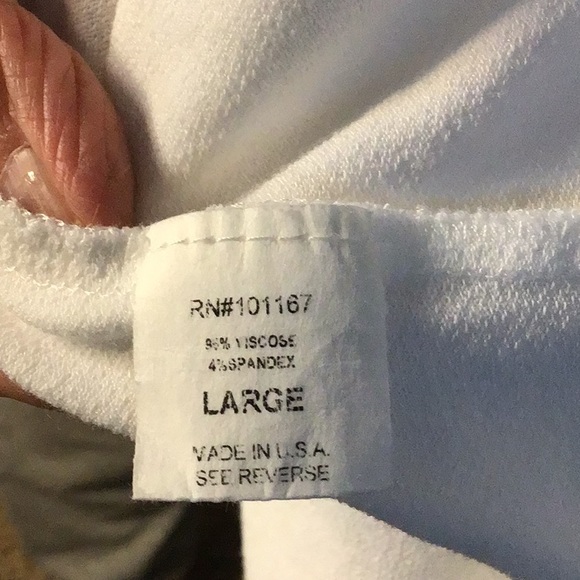 RN#101167
96% VISCOSE
4%SPANDEX
LARGE
MADE IN U.S.A.
SEE REVERSE